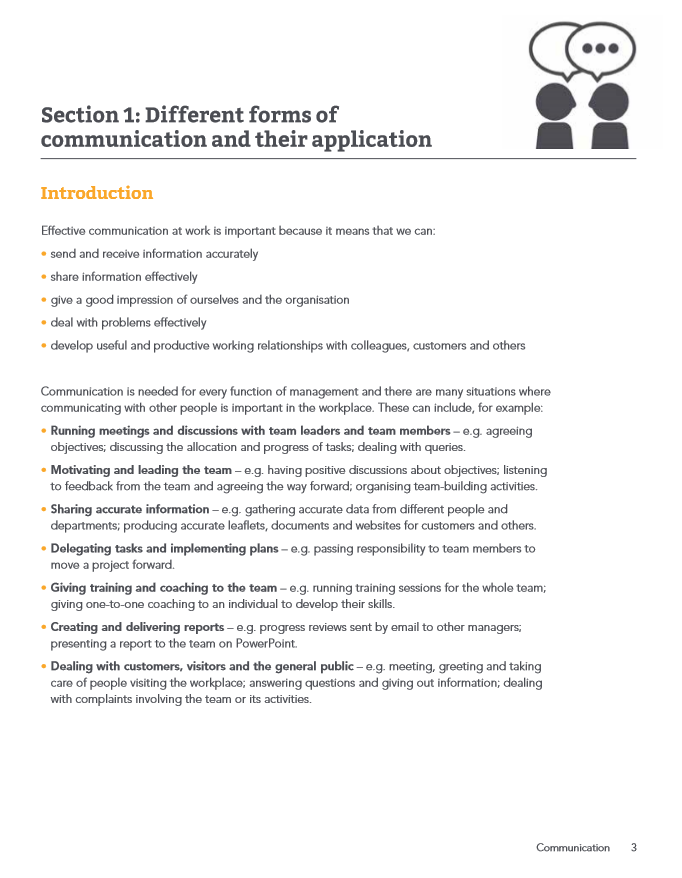 Section 1: Different forms of
communication and their application
Introduction
Effective communication at work is important because it means that we can:
• send and receive information accurately
• share information effectively
• give a good impression of ourselves and the organisation
• deal with problems effectively
• develop useful and productive working relationships with colleagues, customers and others
Communication is needed for every function of management and there are many situations where
communicating with other people is important in the workplace. These can include, for example:
• Running meetings and discussions with team leaders and team members – e.g. agreeing
objectives; discussing the allocation and progress of tasks; dealing with queries.
• Motivating and leading the team – e.g. having positive discussions about objectives; listening
to feedback from the team and agreeing the way forward; organising team-building activities.
• Sharing accurate information – e.g. gathering accurate data from different people and
departments; producing accurate leaflets, documents and websites for customers and others.
• Delegating tasks and implementing plans – e.g. passing responsibility to team members to
move a project forward.
• Giving training and coaching to the team – e.g. running training sessions for the whole team;
giving one-to-one coaching to an individual to develop their skills.
• Creating and delivering reports – e.g. progress reviews sent by email to other managers;
presenting a report to the team on PowerPoint.
• Dealing with customers, visitors and the general public – e.g. meeting, greeting and taking
care of people visiting the workplace; answering questions and giving out information; dealing
with complaints involving the team or its activities.
Communication 3